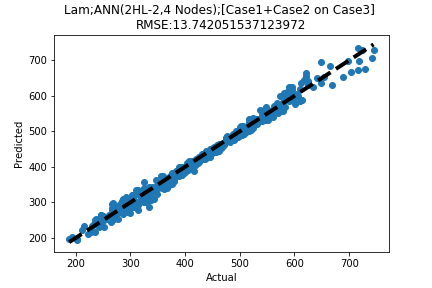 Lam;ANN(2HL-2,4 Nodes);[Case1+Case2 on Case3]
RMSE:13.742051537123972
700
600
500
400
300
200
Predicted
200 300 400 500 600 700
Actual